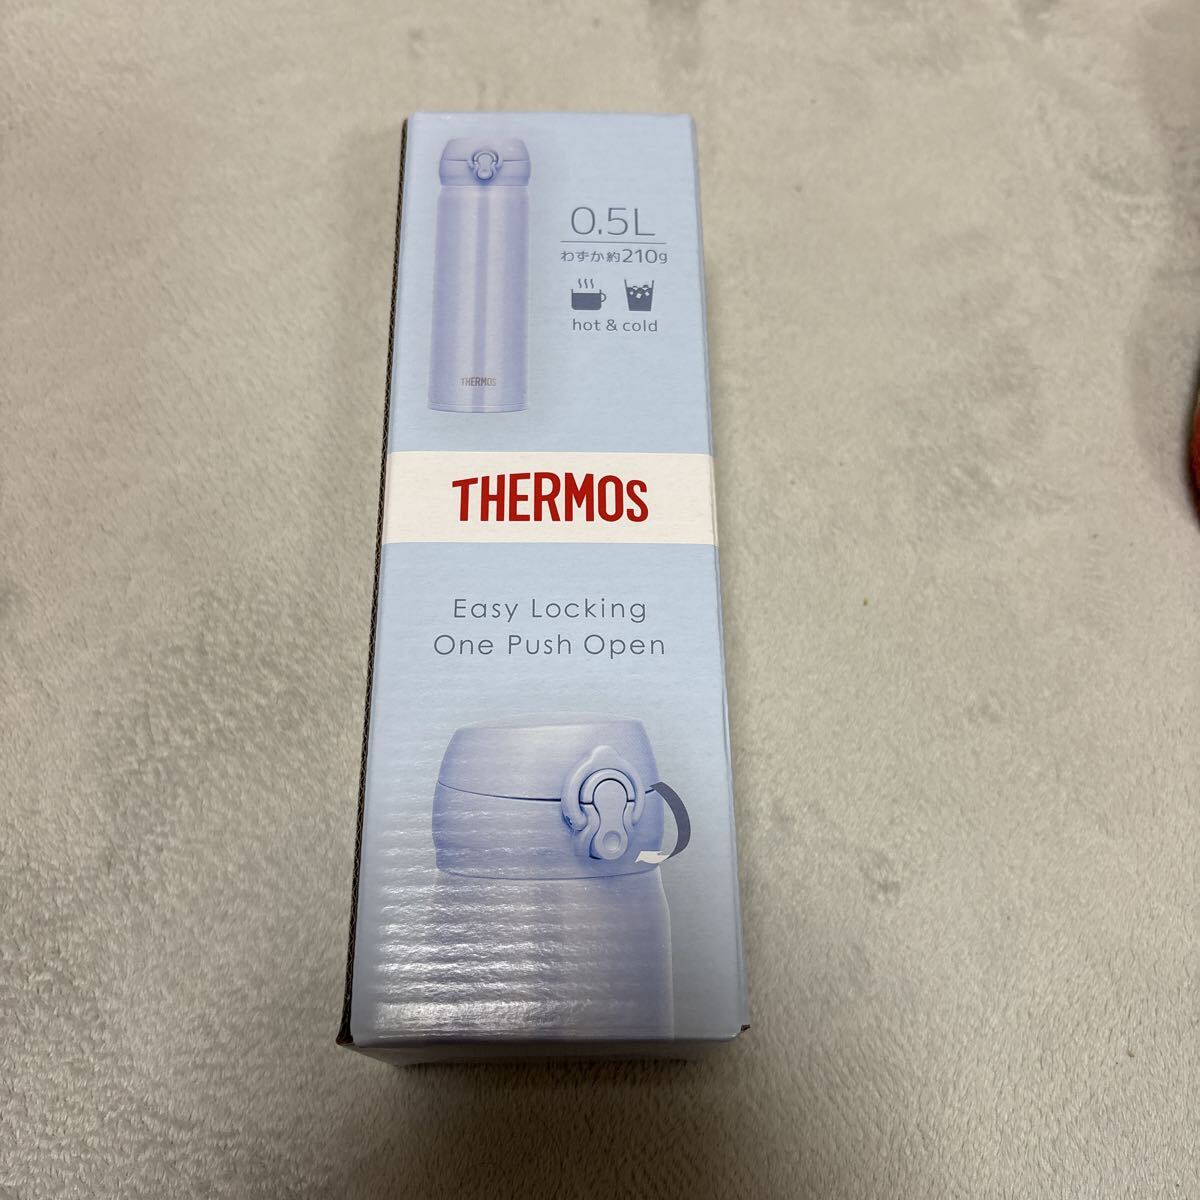 0.5L
わずか約210g
hot & cold
THERMOS
THERMOS
Easy Locking
One Push Open